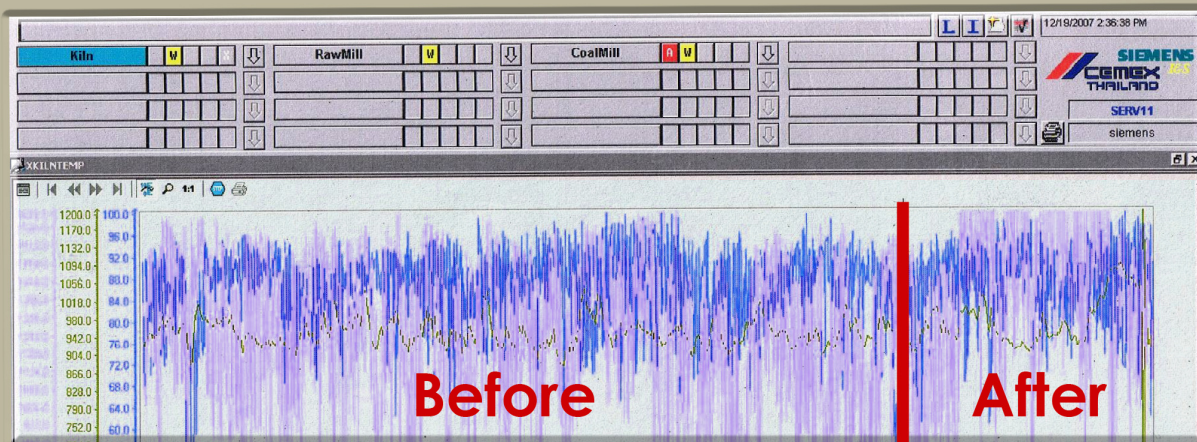 L I 12/19/2007 2:36:38 PM
Kiln W X RawMill W CoalMill A W
SIEMENS
CEMEX
THAILAND
SERV11
siemens
XKILNTEMP
1:1
1200.0 100.0
1170.0
1132.0 96.0
1094.0 92.0
1056.0 88.0
1018.0 84.0
980.0 80.0
942.0 76.0
904.0
866.0 72.0
828.0 68.0
790.0 64.0
752.0 60.0
Before After